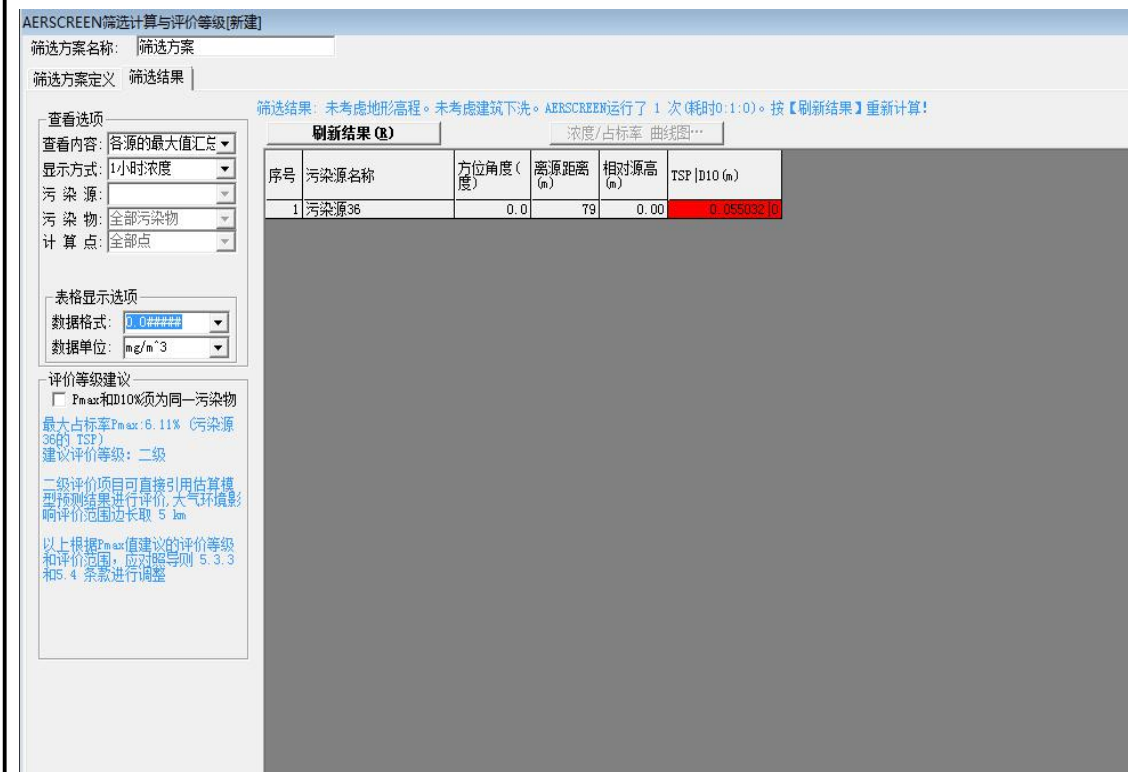 AERSCREEN筛选计算与评价等级[新建]
筛选方案名称: 筛选方案
筛选方案定义 筛选结果
筛选结果: 未考虑地形高程。未考虑建筑下洗。AERSCREEN运行了 1 次(耗时0:1:0)。按【刷新结果】重新计算!
查看选项
查看内容: 各源的最大值汇总
显示方式: 1小时浓度
污 染 源:
污 染 物: 全部污染物
计 算 点: 全部点
刷新结果(R) 浓度/占标率 曲线图…
序号 污染源名称 方位角度(度) 离源距离(m) 相对源高(m) TSP|D10(m)
1 污染源36 0.0 79 0.00 0.055032|0
表格显示选项
数据格式: 0.0#####
数据单位: mg/m^3
评价等级建议
Pmax和D10%须为同一污染物
最大占标率Pmax:6.11% (污染源
36的 TSP)
建议评价等级: 二级
二级评价项目可直接引用估算模
型预测结果进行评价,大气环境影
响评价范围边长取 5 km
以上根据Pmax值建议的评价等级
和评价范围,应对照导则 5.3.3
和5.4 条款进行调整